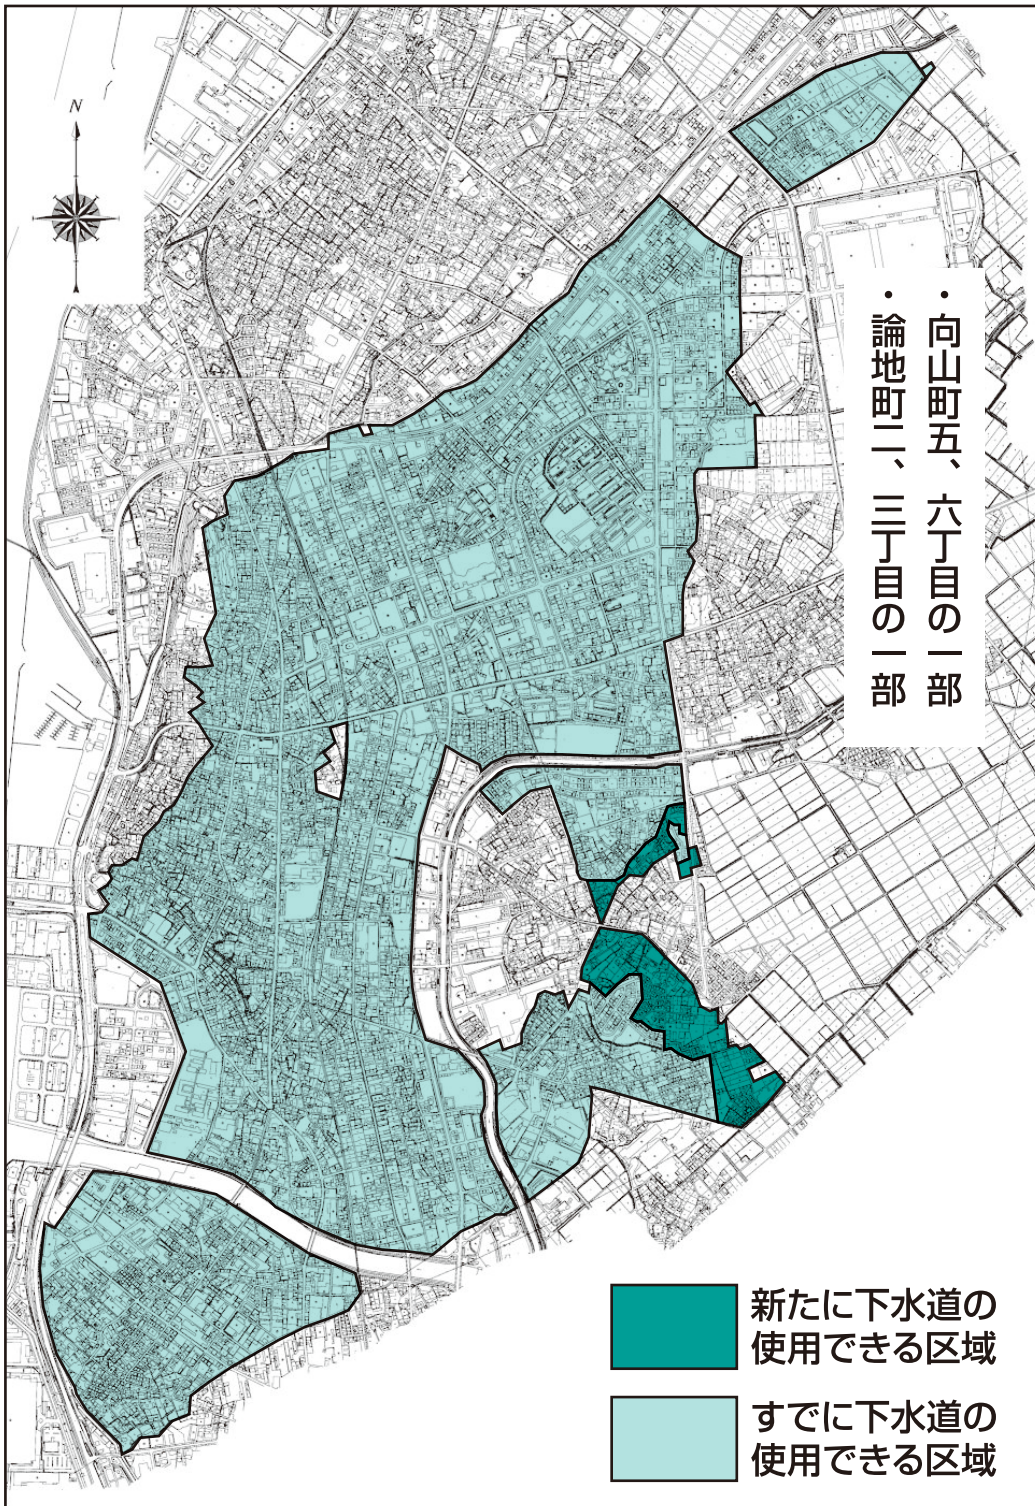 N
・向山町五、六丁目の一部
・論地町二、三丁目の一部
新たに下水道の
使用できる区域
すでに下水道の
使用できる区域